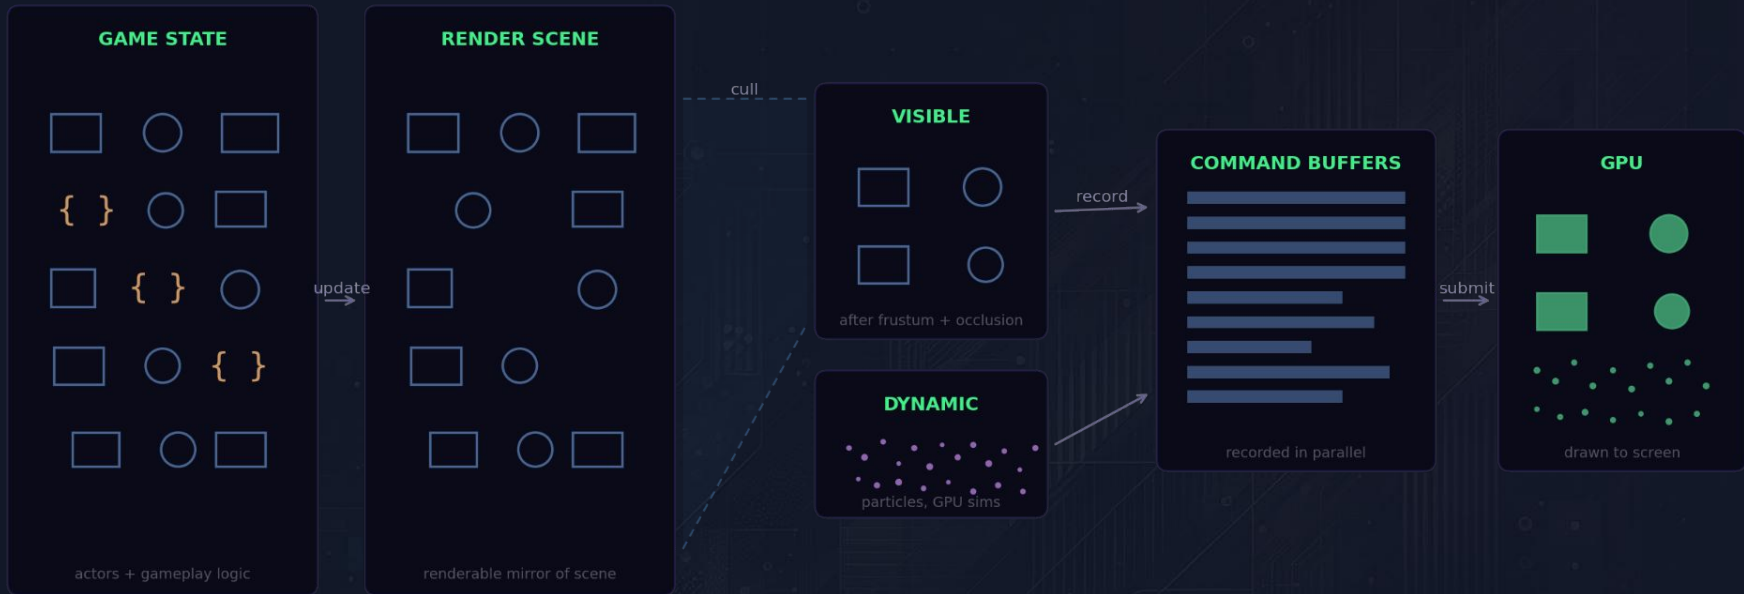 GAME STATE
{ }
{ }
{ }
actors + gameplay logic
update
RENDER SCENE
renderable mirror of scene
cull
VISIBLE
after frustum + occlusion
DYNAMIC
particles, GPU sims
record
COMMAND BUFFERS
recorded in parallel
submit
GPU
drawn to screen